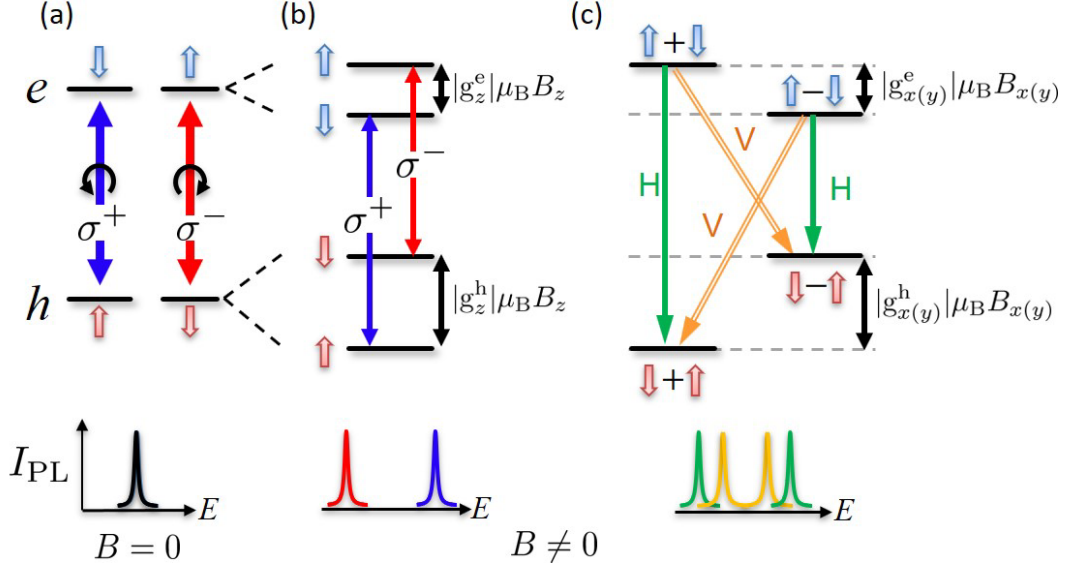 (a)
(b)
(c)
e
h
σ⁺
σ⁻
σ⁺
σ⁻
|g_z^e|μ_B B_z
|g_z^h|μ_B B_z
⇑+⇓
⇑−⇓
H
V
V
H
⇓−⇑
⇓+⇑
|g_{x(y)}^e|μ_B B_{x(y)}
|g_{x(y)}^h|μ_B B_{x(y)}
I_PL
E
E
E
B = 0
B ≠ 0